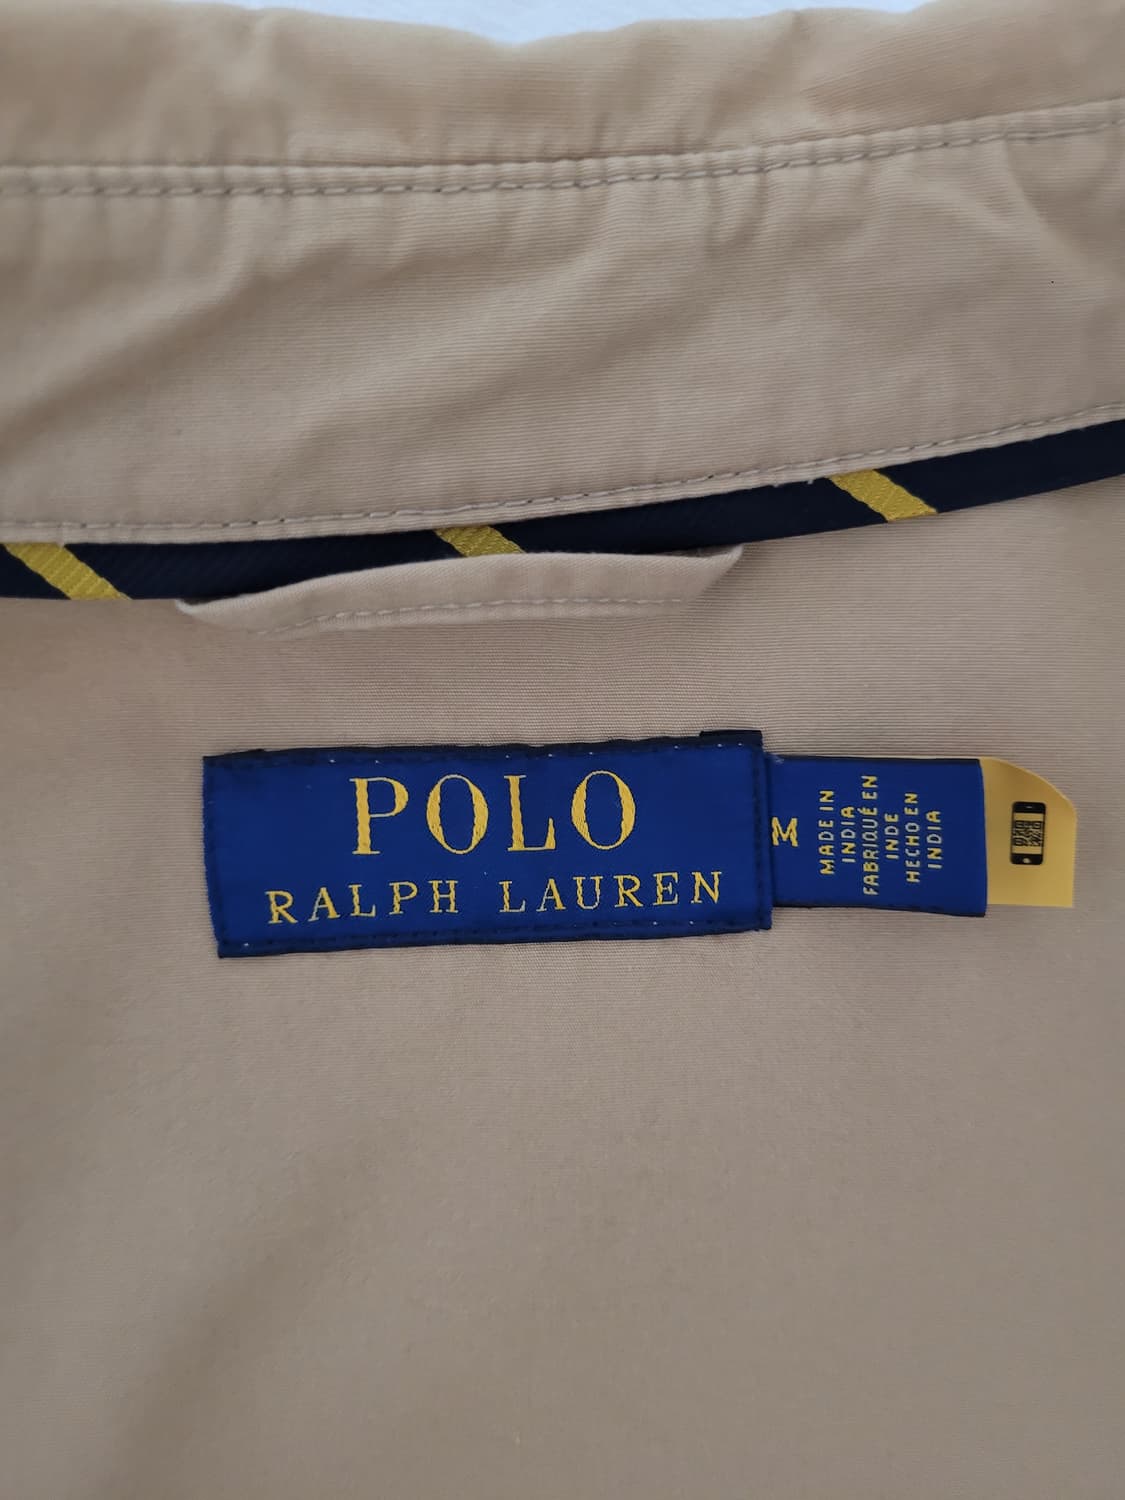 POLO
RALPH LAUREN
M
MADE IN
INDIA
FABRIQUÉ EN
INDE
HECHO EN
INDIA